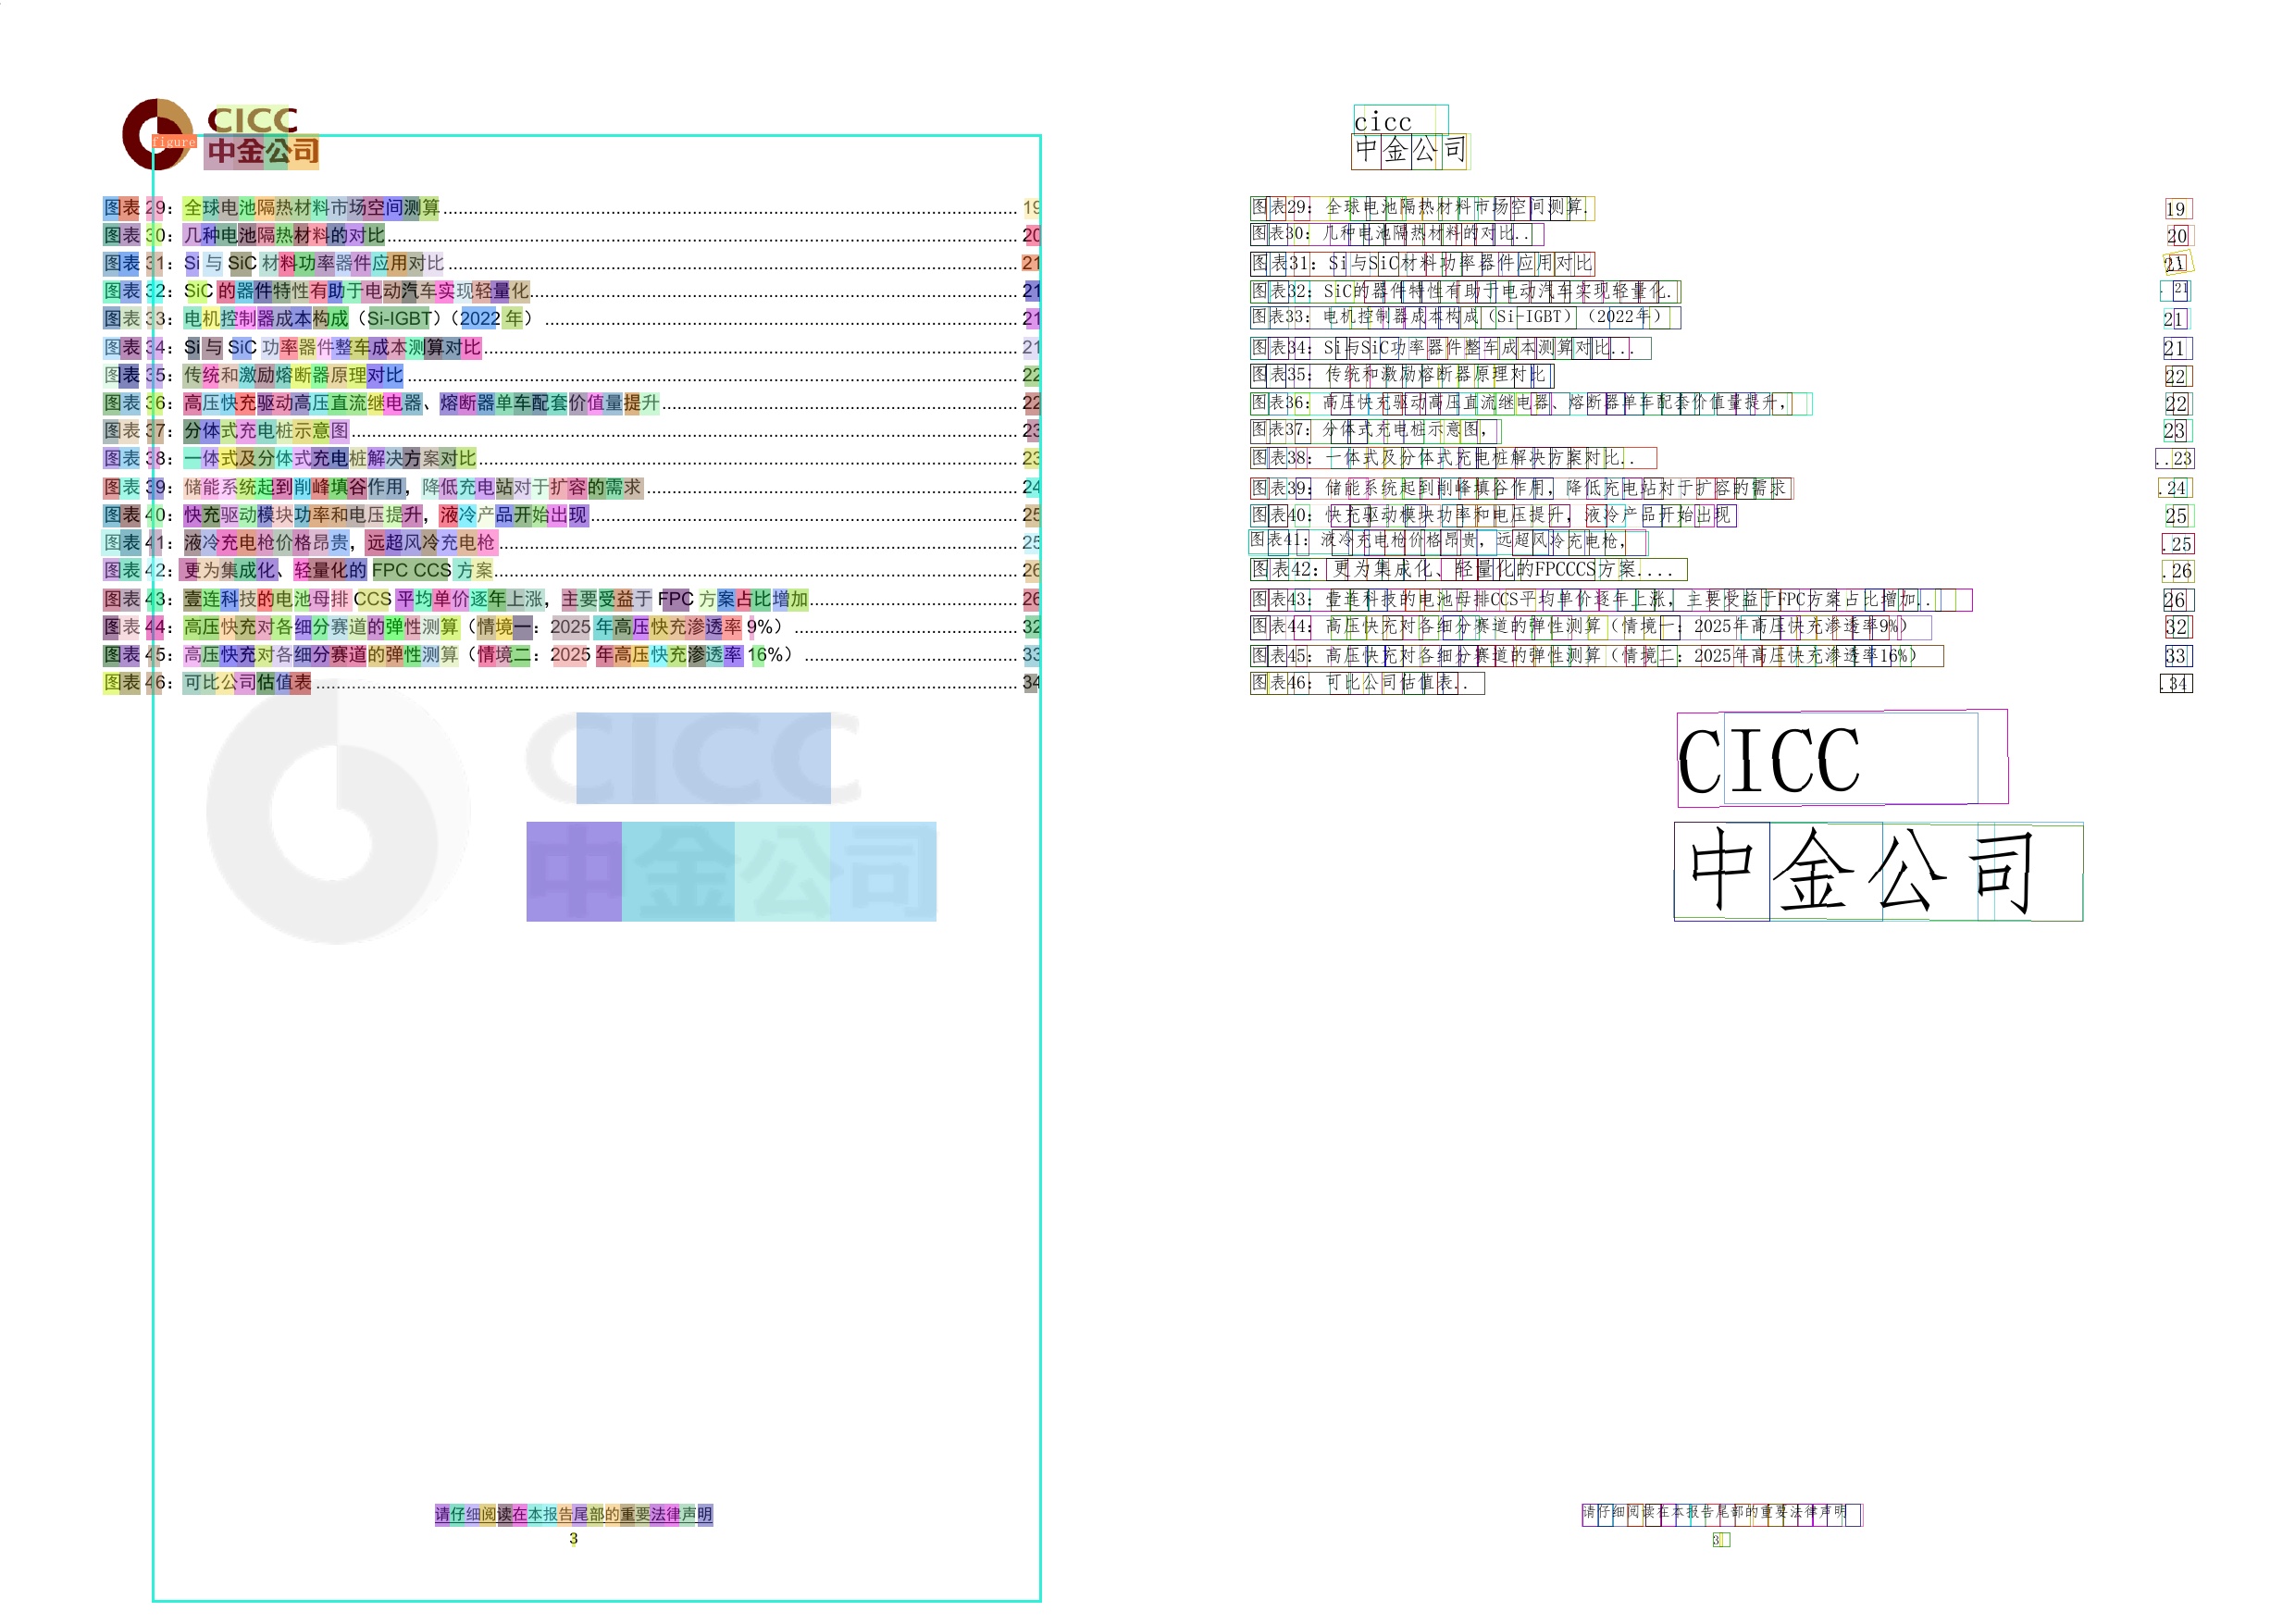 CICC
中金公司
figure
图表 29：全球电池隔热材料市场空间测算 19
图表 30：几种电池隔热材料的对比 20
图表 31：Si 与 SiC 材料功率器件应用对比 21
图表 32：SiC 的器件特性有助于电动汽车实现轻量化 21
图表 33：电机控制器成本构成（Si-IGBT）（2022 年） 21
图表 34：Si 与 SiC 功率器件整车成本测算对比 21
图表 35：传统和激励熔断器原理对比 22
图表 36：高压快充驱动高压直流继电器、熔断器单车配套价值量提升 22
图表 37：分体式充电桩示意图 23
图表 38：一体式及分体式充电桩解决方案对比 23
图表 39：储能系统起到削峰填谷作用，降低充电站对于扩容的需求 24
图表 40：快充驱动模块功率和电压提升，液冷产品开始出现 25
图表 41：液冷充电枪价格昂贵，远超风冷充电枪 25
图表 42：更为集成化、轻量化的 FPC CCS 方案 26
图表 43：壹连科技的电池母排 CCS 平均单价逐年上涨，主要受益于 FPC 方案占比增加 26
图表 44：高压快充对各细分赛道的弹性测算（情境一：2025 年高压快充渗透率 9%） 32
图表 45：高压快充对各细分赛道的弹性测算（情境二：2025 年高压快充渗透率 16%） 33
图表 46：可比公司估值表 34
CICC
中金公司
请仔细阅读在本报告尾部的重要法律声明
3
cicc
中金公司
图表29：全球电池隔热材料市场空间测算. 19
图表30：几种电池隔热材料的对比.. 20
图表31：Si与SiC材料功率器件应用对比 21
图表32：SiC的器件特性有助于电动汽车实现轻量化. .21
图表33：电机控制器成本构成（Si-IGBT）（2022年） 21
图表34：Si与SiC功率器件整车成本测算对比... 21
图表35：传统和激励熔断器原理对比 22
图表36：高压快充驱动高压直流继电器、熔断器单车配套价值量提升， 22
图表37：分体式充电桩示意图， 23
图表38：一体式及分体式充电桩解决方案对比.. ..23
图表39：储能系统起到削峰填谷作用，降低充电站对于扩容的需求 .24
图表40：快充驱动模块功率和电压提升，液冷产品开始出现 25
图表41：液冷充电枪价格昂贵，远超风冷充电枪， .25
图表42：更为集成化、轻量化的FPCCCS方案.... .26
图表43：壹连科技的电池母排CCS平均单价逐年上涨，主要受益于FPC方案占比增加.. 26
图表44：高压快充对各细分赛道的弹性测算（情境一：2025年高压快充渗透率9%） 32
图表45：高压快充对各细分赛道的弹性测算（情境二：2025年高压快充渗透率16%） 33
图表46：可比公司估值表.. .34
CICC
中金公司
请仔细阅读在本报告尾部的重要法律声明
3